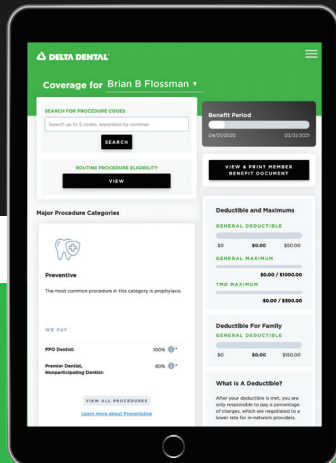 DELTA DENTAL
Coverage for Brian B Flossman
SEARCH FOR PROCEDURE CODES
Search up to 5 codes, separated by commas
SEARCH
ROUTINE PROCEDURE ELIGIBILITY
VIEW
Benefit Period
04/01/2020 03/31/2021
VIEW & PRINT MEMBER
BENEFIT DOCUMENT
Major Procedure Categories
Preventive
The most common procedure in this category is prophylaxis.
WE PAY
PPO Dentist: 100% *
Premier Dentist,
Nonparticipating Dentist: 90% *
VIEW ALL PROCEDURES
Learn more about Preventative
Deductible and Maximums
GENERAL DEDUCTIBLE
$0 $0.00 $50.00
GENERAL MAXIMUM
$0.00 / $1000.00
TMD MAXIMUM
$0.00 / $300.00
Deductible For Family
GENERAL DEDUCTIBLE
$0 $0.00 $150.00
What Is A Deductible?
After your deductible is met, you are
only responsible to pay a percentage
of charges, which are negotiated to a
lower rate for in-network providers.